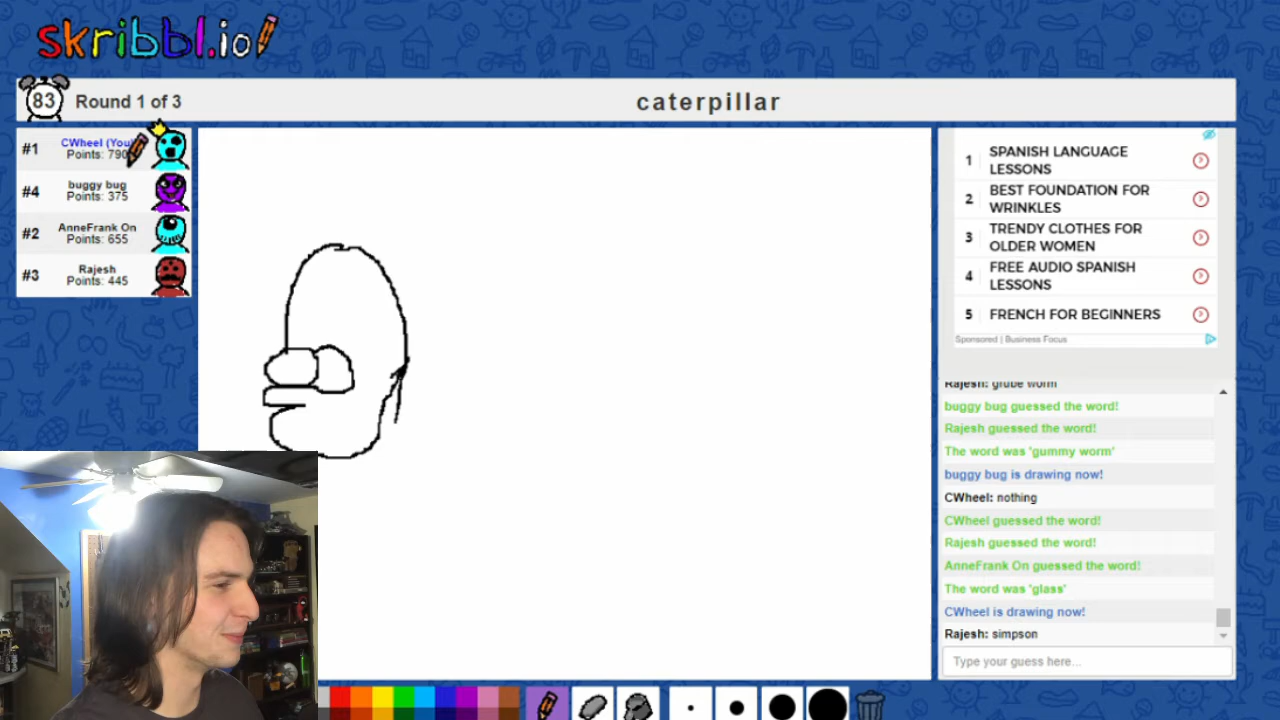 skribbl.io
83
Round 1 of 3
caterpillar
#1
CWheel (You)
Points: 790
#4
buggy bug
Points: 375
#2
AnneFrank On
Points: 655
#3
Rajesh
Points: 445
1 SPANISH LANGUAGE
LESSONS
2 BEST FOUNDATION FOR
WRINKLES
3 TRENDY CLOTHES FOR
OLDER WOMEN
4 FREE AUDIO SPANISH
LESSONS
5 FRENCH FOR BEGINNERS
Sponsored | Business Focus
Rajesh: grube worm
buggy bug guessed the word!
Rajesh guessed the word!
The word was 'gummy worm'
buggy bug is drawing now!
CWheel: nothing
CWheel guessed the word!
Rajesh guessed the word!
AnneFrank On guessed the word!
The word was 'glass'
CWheel is drawing now!
Rajesh: simpson
Type your guess here...